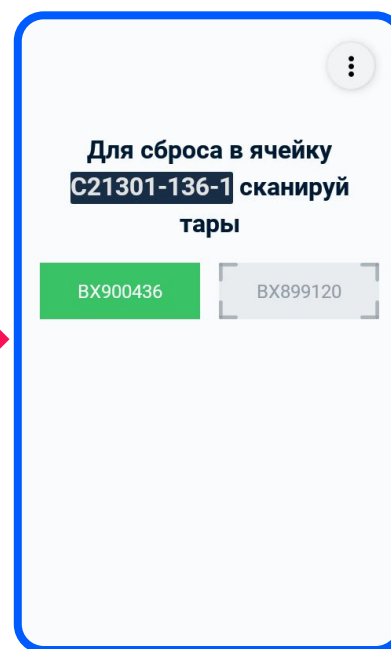 Для сброса в ячейку
C21301-136-1 сканируй
тары
BX900436
BX899120